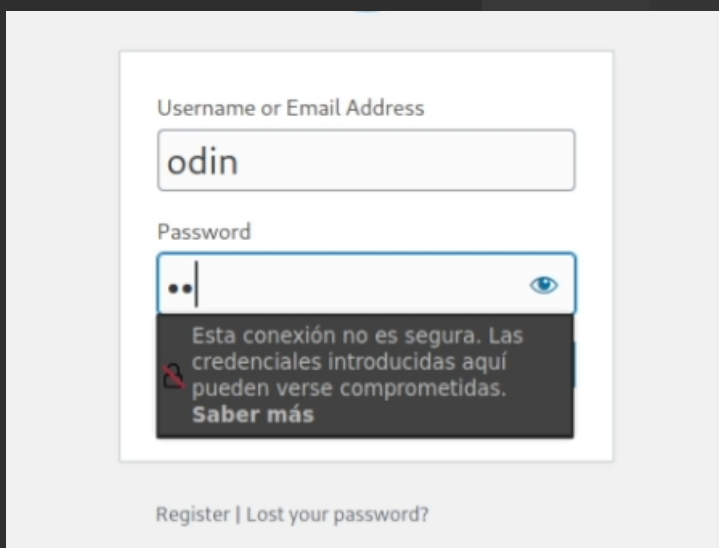 Username or Email Address
odin
Password
••
Esta conexión no es segura. Las
credenciales introducidas aquí
pueden verse comprometidas.
Saber más
Register | Lost your password?